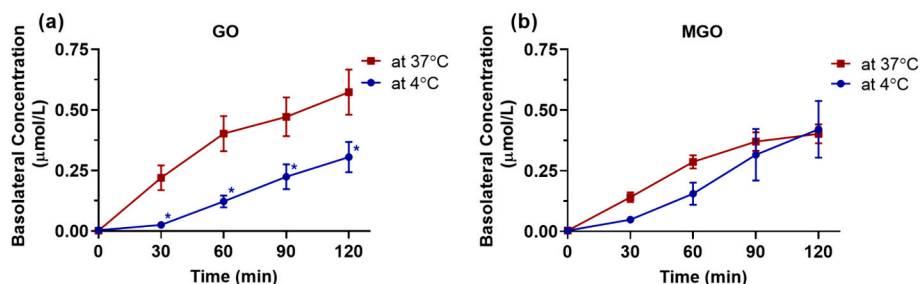 (a)
GO
Basolateral Concentration
(μmol/L)
0.75
0.50
0.25
0.00
0
30
60
90
120
Time (min)
at 37°C
at 4°C
*
*
*
*
(b)
MGO
Basolateral Concentration
(μmol/L)
0.75
0.50
0.25
0.00
0
30
60
90
120
Time (min)
at 37°C
at 4°C